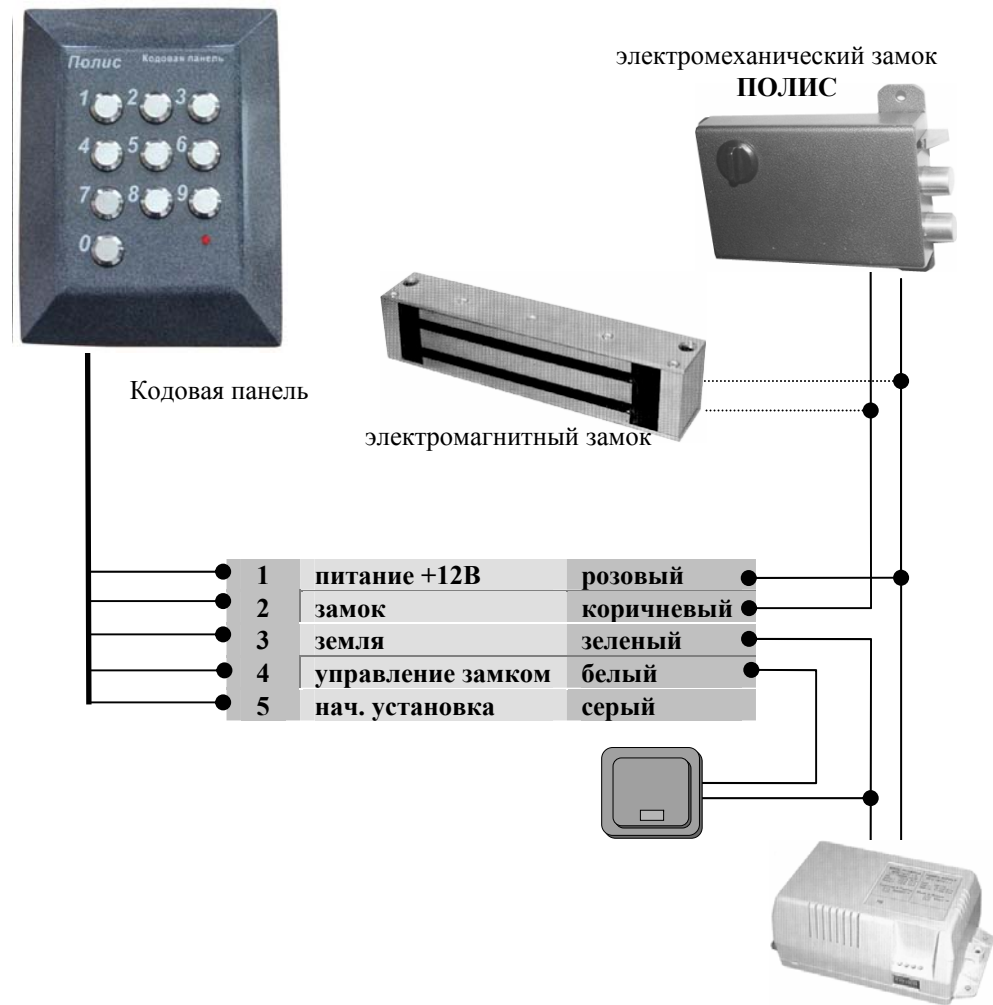 Полис Кодовая панель
1 2 3
4 5 6
7 8 9
0
электромеханический замок
ПОЛИС
Кодовая панель
электромагнитный замок
1 питание +12В розовый
2 замок коричневый
3 земля зеленый
4 управление замком белый
5 нач. установка серый